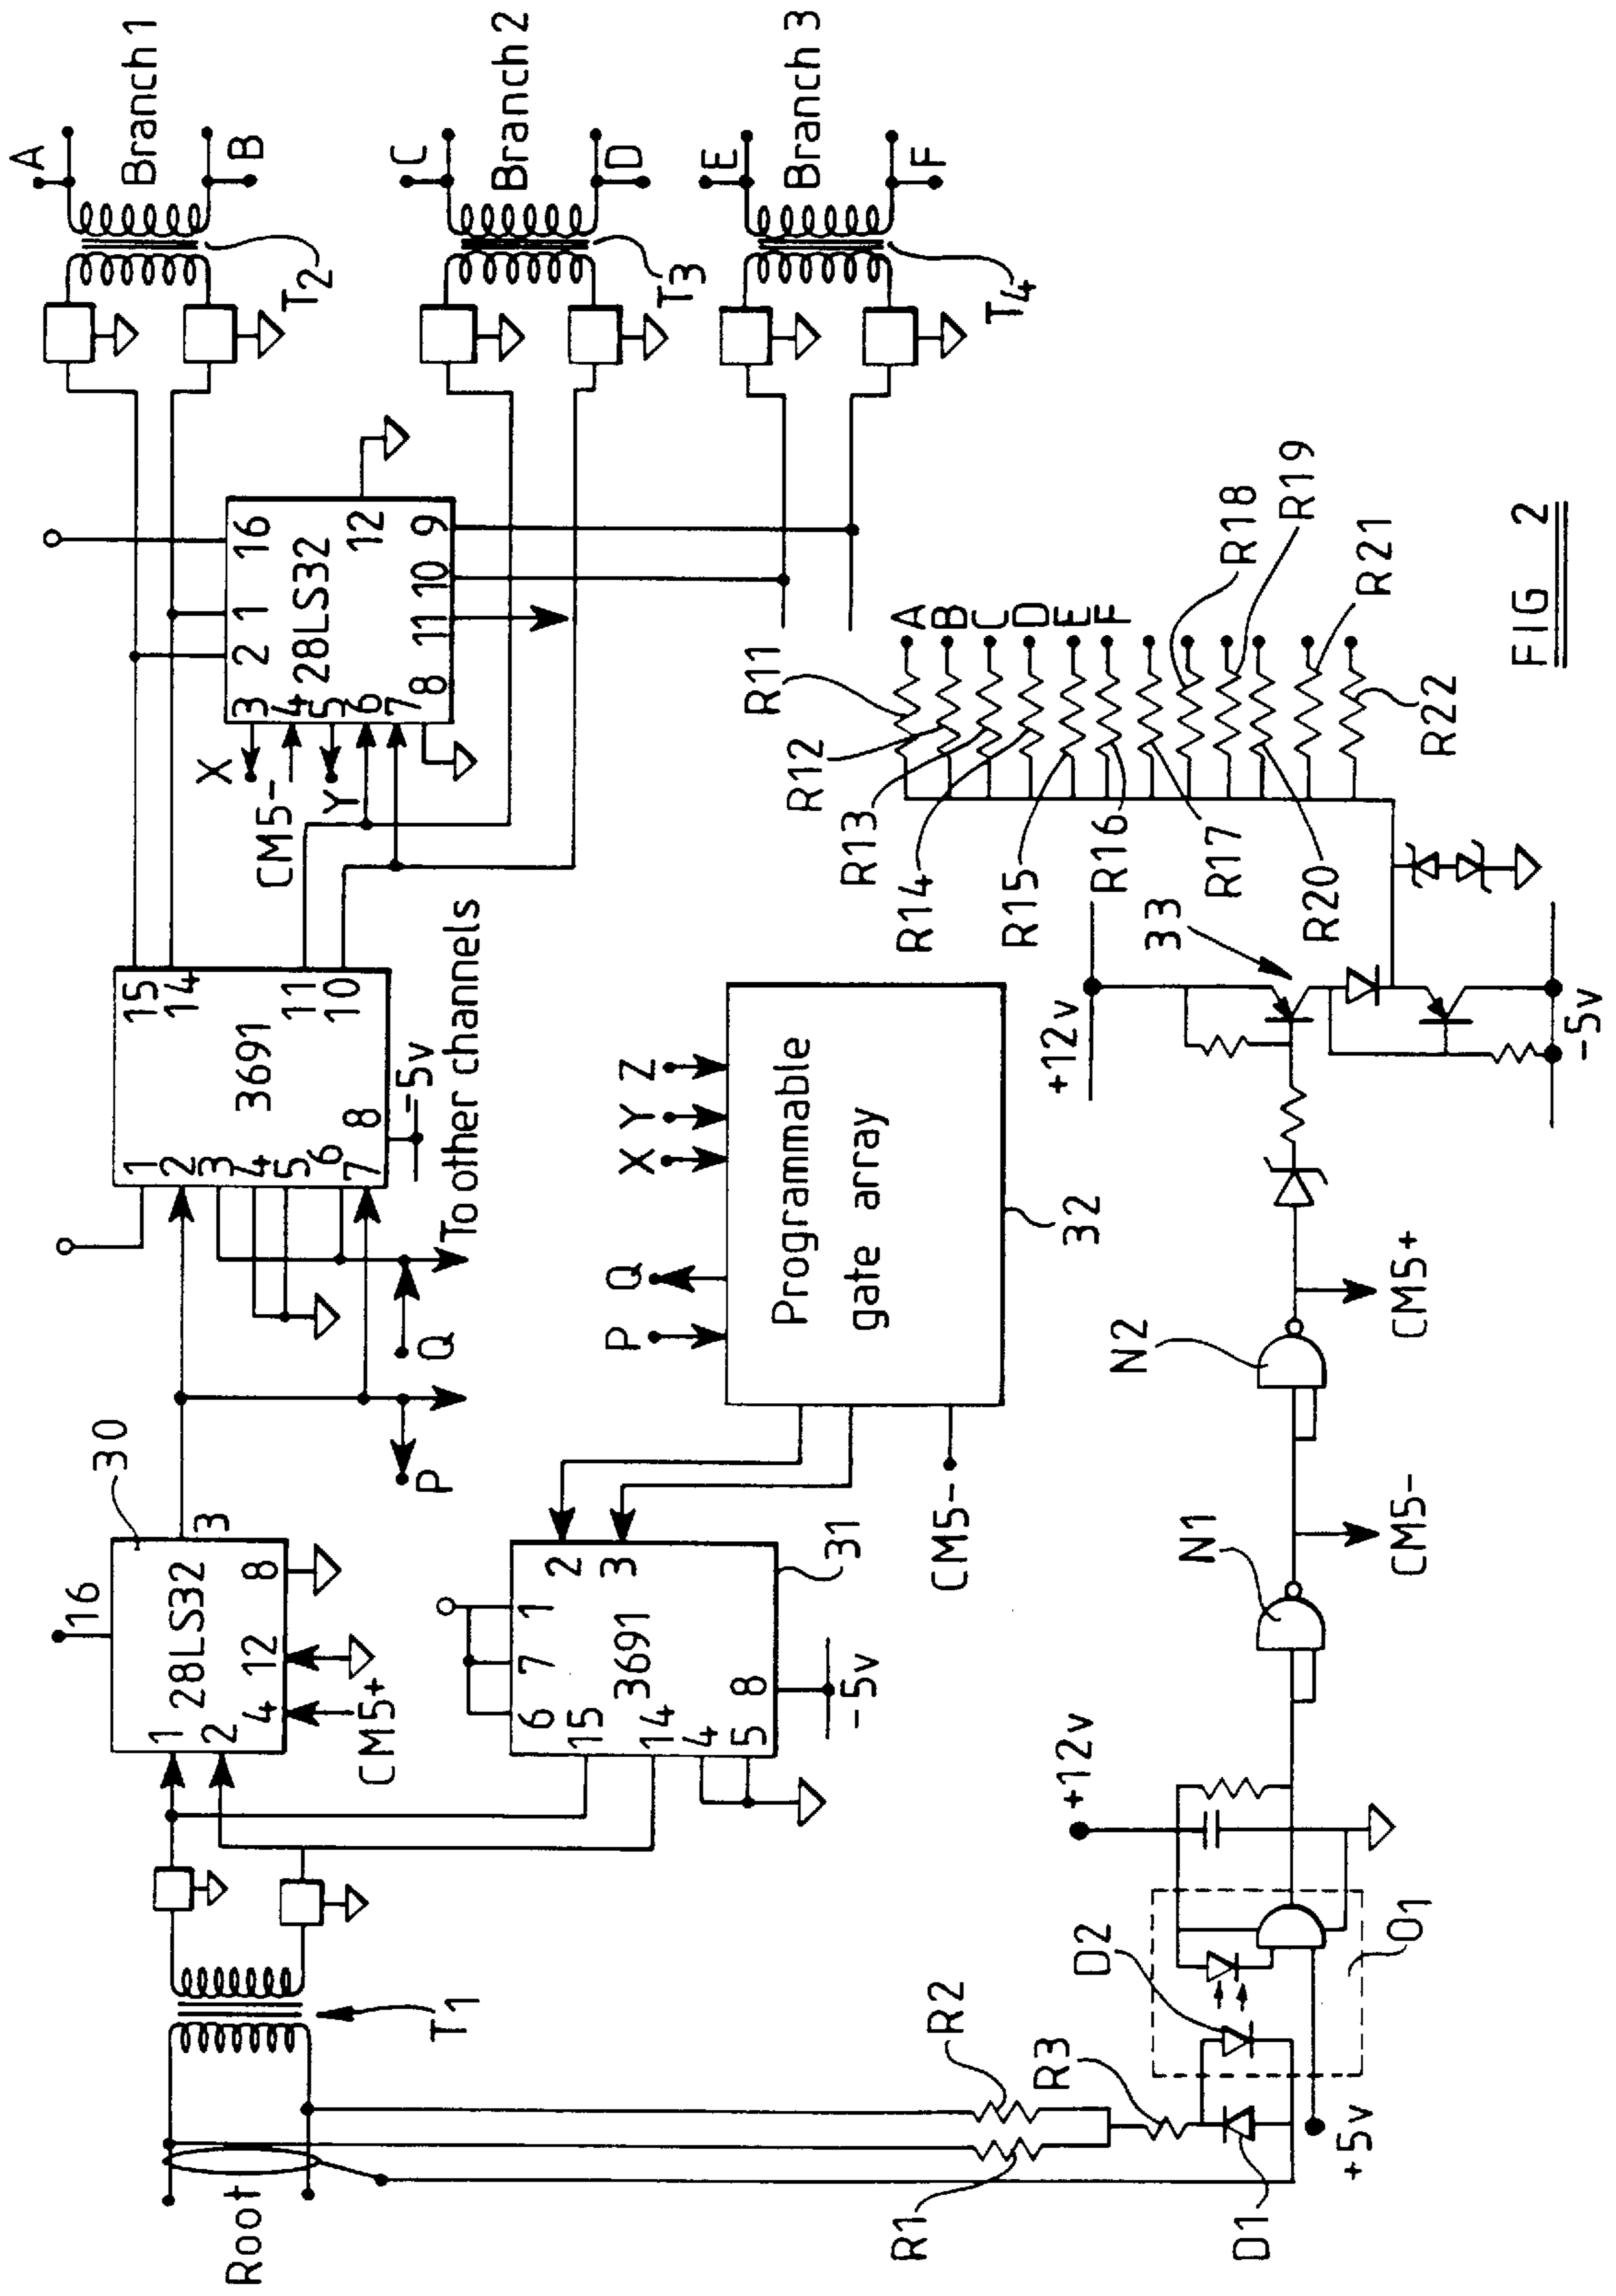 A
Branch 1
B
T2
C
Branch 2
D
T3
E
Branch 3
F
T4
Root
T1
16
30
28LS32
1
2
4
12
8
3
CM5+
P
Q
To other channels
3691
1
2
3
4
5
6
7
8
15
14
11
10
-5v
28LS32
16
1
2
3
4
5
6
7
8
12
9
10
11
X
CM5-
Y
3691
31
1
7
6
2
3
15
14
4
5
8
-5v
Programmable
gate array
32
P
Q
X
Y
Z
CM5-
R1
R2
R3
D1
D2
O1
+5v
+12v
N1
CM5-
N2
CM5+
+12v
33
-5v
R11
R12
R13
R14
R15
R16
R17
R18
R19
R20
R21
R22
A
B
C
D
E
F
FIG 2